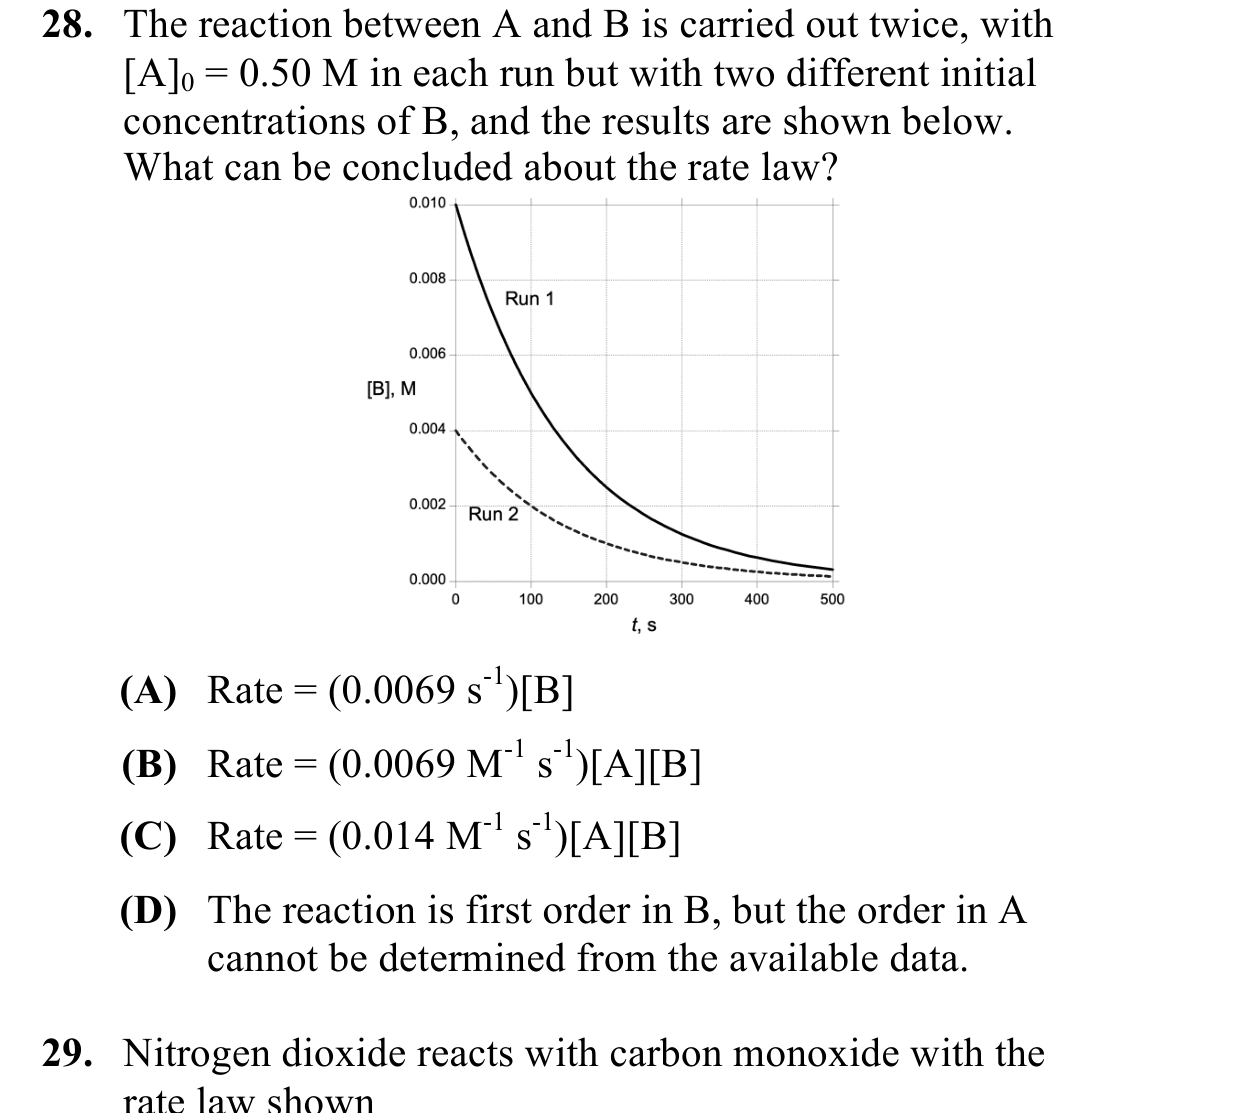 28. The reaction between A and B is carried out twice, with
[A]₀ = 0.50 M in each run but with two different initial
concentrations of B, and the results are shown below.
What can be concluded about the rate law?
0.010
0.008
Run 1
0.006
[B], M
0.004
0.002
Run 2
0.000
0 100 200 300 400 500
t, s
(A) Rate = (0.0069 s⁻¹)[B]
(B) Rate = (0.0069 M⁻¹ s⁻¹)[A][B]
(C) Rate = (0.014 M⁻¹ s⁻¹)[A][B]
(D) The reaction is first order in B, but the order in A
cannot be determined from the available data.
29. Nitrogen dioxide reacts with carbon monoxide with the
rate law shown